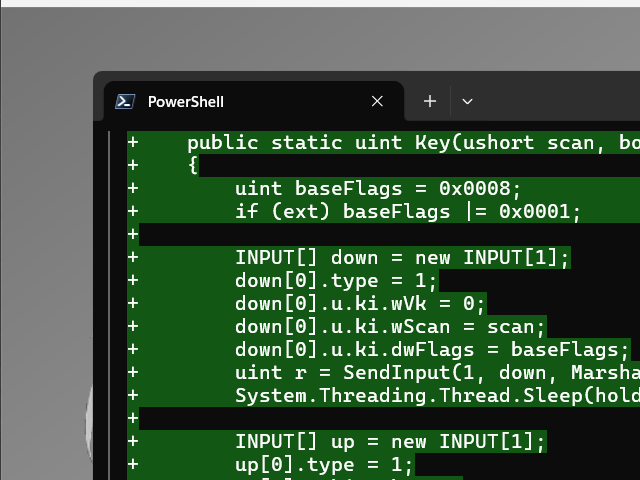 PowerShell
+    public static uint Key(ushort scan, bo
+    {
+        uint baseFlags = 0x0008;
+        if (ext) baseFlags |= 0x0001;
+
+        INPUT[] down = new INPUT[1];
+        down[0].type = 1;
+        down[0].u.ki.wVk = 0;
+        down[0].u.ki.wScan = scan;
+        down[0].u.ki.dwFlags = baseFlags;
+        uint r = SendInput(1, down, Marsha
+        System.Threading.Thread.Sleep(hold
+
+        INPUT[] up = new INPUT[1];
+        up[0].type = 1;